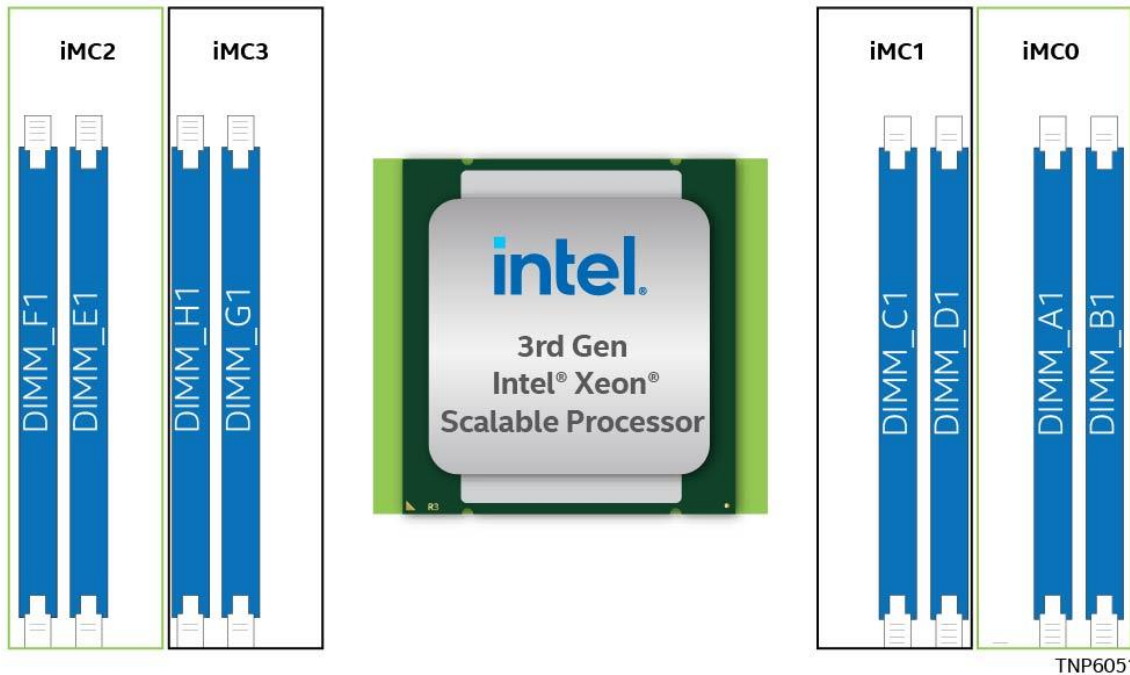 iMC2
iMC3
iMC1
iMC0
DIMM_F1
DIMM_E1
DIMM_H1
DIMM_G1
intel®
3rd Gen
Intel® Xeon®
Scalable Processor
R3
DIMM_C1
DIMM_D1
DIMM_A1
DIMM_B1
TNP6051